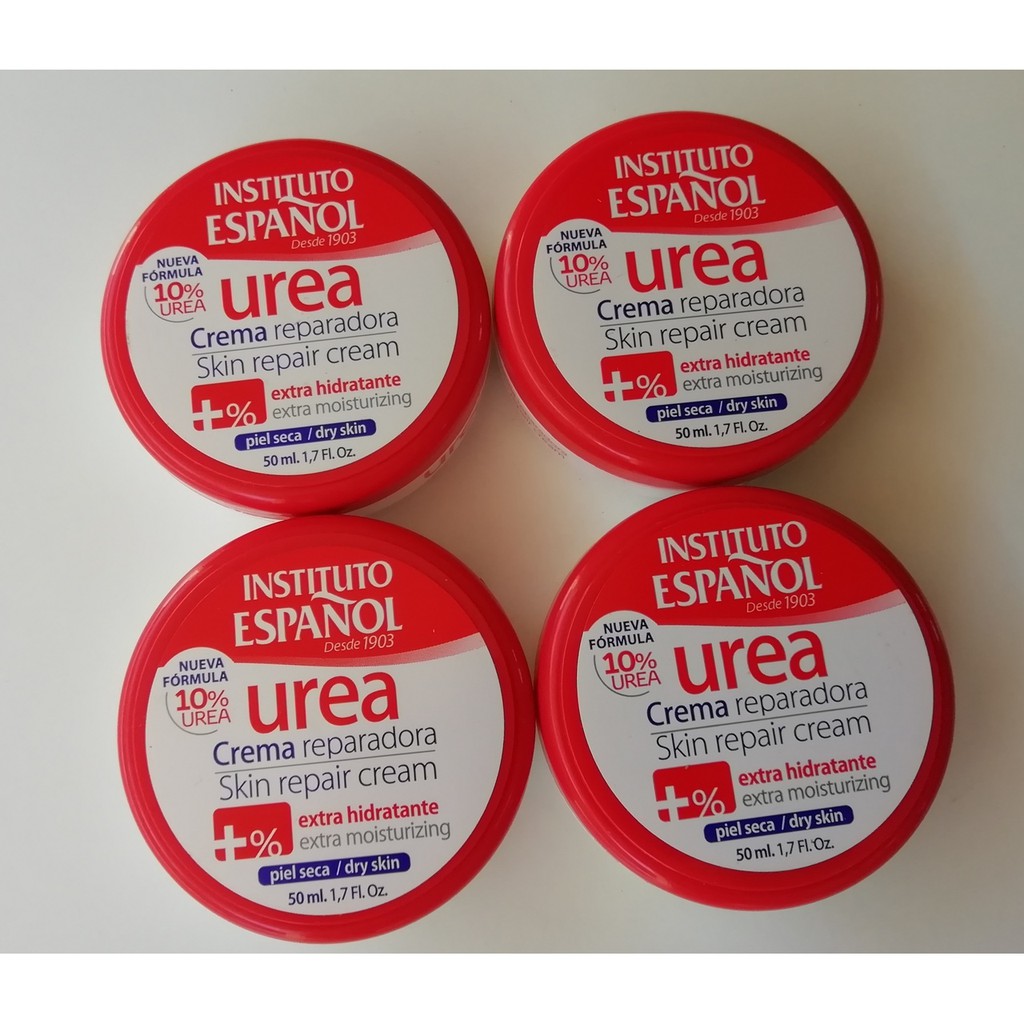 INSTITUTO
ESPAÑOL
Desde 1903
NUEVA
FÓRMULA
10%
UREA
urea
Crema reparadora
Skin repair cream
+%
extra hidratante
extra moisturizing
piel seca / dry skin
50 ml. 1,7 Fl. Oz.
INSTITUTO
ESPAÑOL
Desde 1903
NUEVA
FÓRMULA
10%
UREA
urea
Crema reparadora
Skin repair cream
+%
extra hidratante
extra moisturizing
piel seca / dry skin
50 ml. 1,7 Fl. Oz.
INSTITUTO
ESPAÑOL
Desde 1903
NUEVA
FÓRMULA
10%
UREA
urea
Crema reparadora
Skin repair cream
+%
extra hidratante
extra moisturizing
piel seca / dry skin
50 ml. 1,7 Fl. Oz.
INSTITUTO
ESPAÑOL
Desde 1903
NUEVA
FÓRMULA
10%
UREA
urea
Crema reparadora
Skin repair cream
+%
extra hidratante
extra moisturizing
piel seca / dry skin
50 ml. 1,7 Fl. Oz.